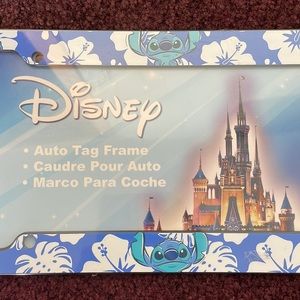 Disney
• Auto Tag Frame
• Caudre Pour Auto
• Marco Para Coche